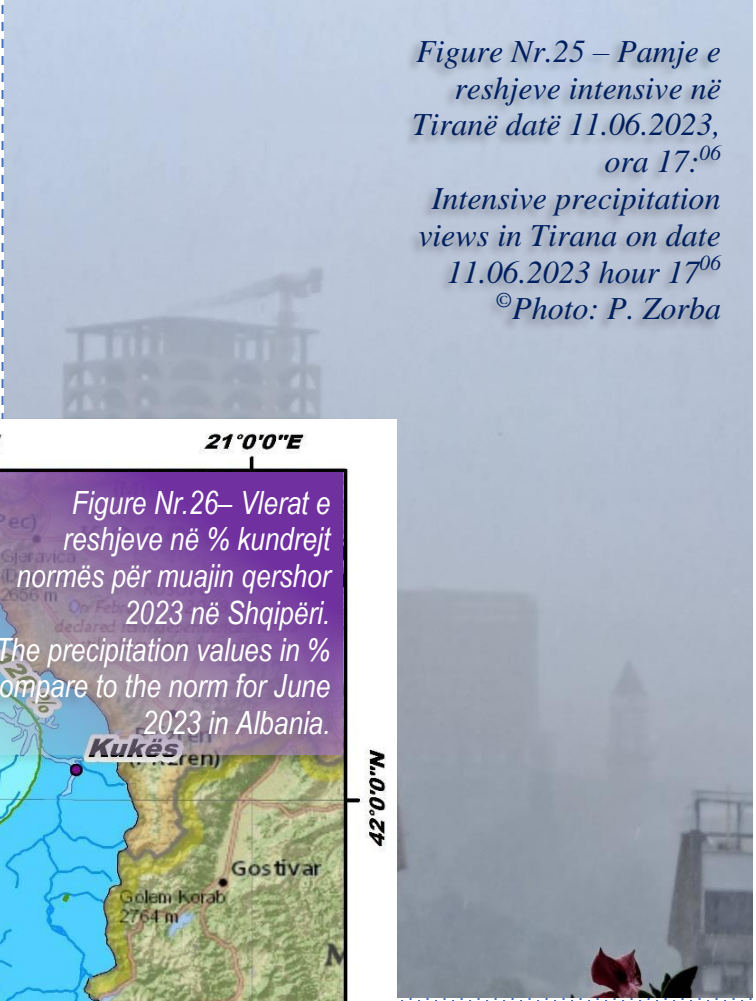 Figure Nr.25 – Pamje e
reshjeve intensive në
Tiranë datë 11.06.2023,
ora 17:06
Intensive precipitation
views in Tirana on date
11.06.2023 hour 1706
©Photo: P. Zorba
21°0'0"E
Figure Nr.26– Vlerat e
reshjeve në % kundrejt
normës për muajin qershor
2023 në Shqipëri.
The precipitation values in %
ompare to the norm for June
2023 in Albania.
Gjeravica
2656 m
Kukës
42°0'0"N
Gostivar
Golem Korab
2764 m